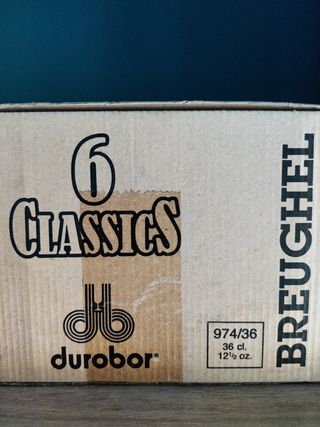 6
CLASSICS
durobor®
974/36
36 cl.
12½ oz.
BREUGHEL